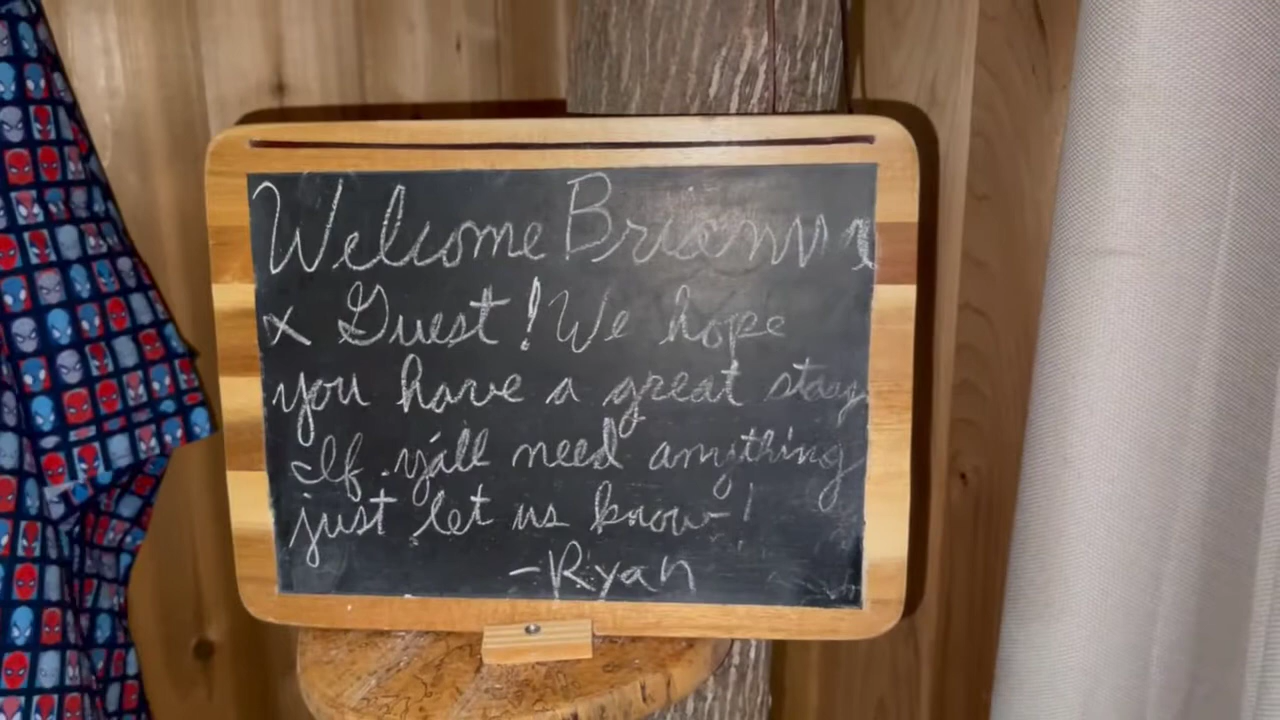 Welcome Brianna
& Guest! We hope
you have a great stay
If y'all need anything
just let us know!
-Ryan